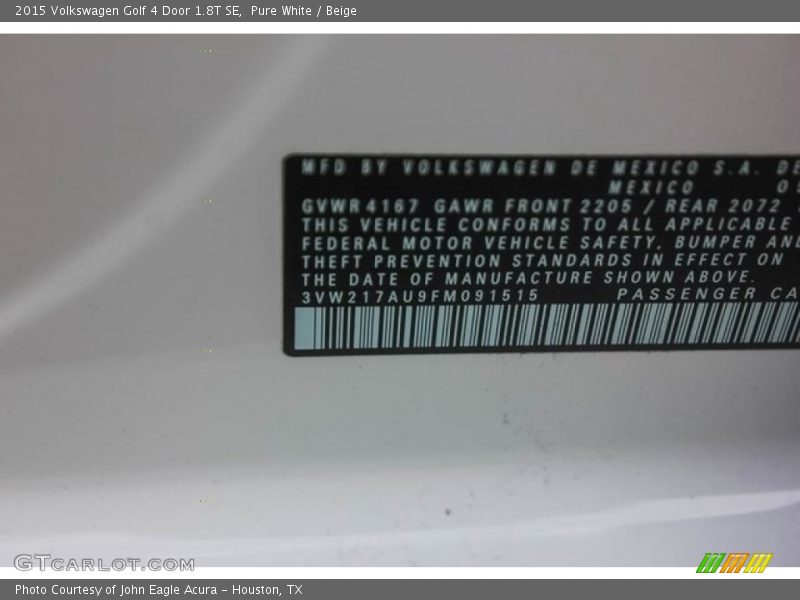 2015 Volkswagen Golf 4 Door 1.8T SE, Pure White / Beige
MFD BY VOLKSWAGEN DE MEXICO S.A. DE
MEXICO
GVWR 4167 GAWR FRONT 2205 / REAR 2072
THIS VEHICLE CONFORMS TO ALL APPLICABLE
FEDERAL MOTOR VEHICLE SAFETY, BUMPER AND
THEFT PREVENTION STANDARDS IN EFFECT ON
THE DATE OF MANUFACTURE SHOWN ABOVE.
3VW217AU9FM091515 PASSENGER CA
GTcarlot.com
Photo Courtesy of John Eagle Acura - Houston, TX